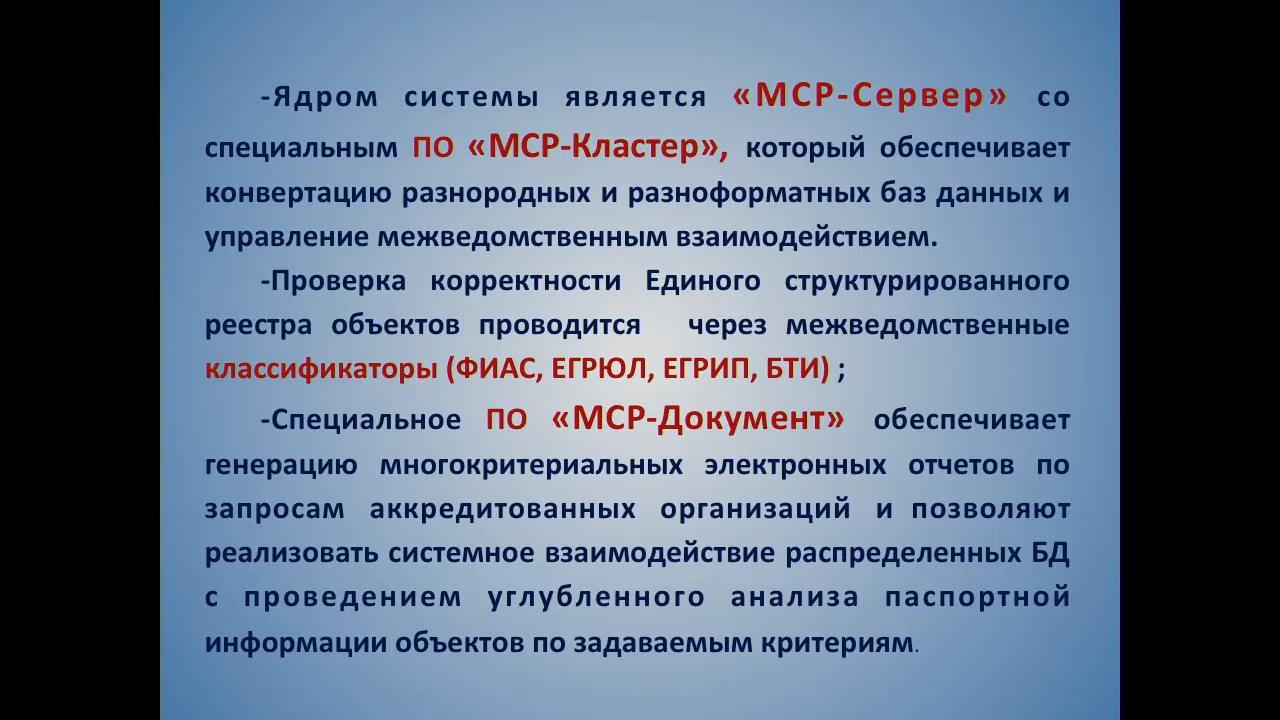 -Ядром системы является «МСР-Сервер» со
специальным ПО «МСР-Кластер», который обеспечивает
конвертацию разнородных и разноформатных баз данных и
управление межведомственным взаимодействием.
-Проверка корректности Единого структурированного
реестра объектов проводится через межведомственные
классификаторы (ФИАС, ЕГРЮЛ, ЕГРИП, БТИ) ;
-Специальное ПО «МСР-Документ» обеспечивает
генерацию многокритериальных электронных отчетов по
запросам аккредитованных организаций и позволяют
реализовать системное взаимодействие распределенных БД
с проведением углубленного анализа паспортной
информации объектов по задаваемым критериям.